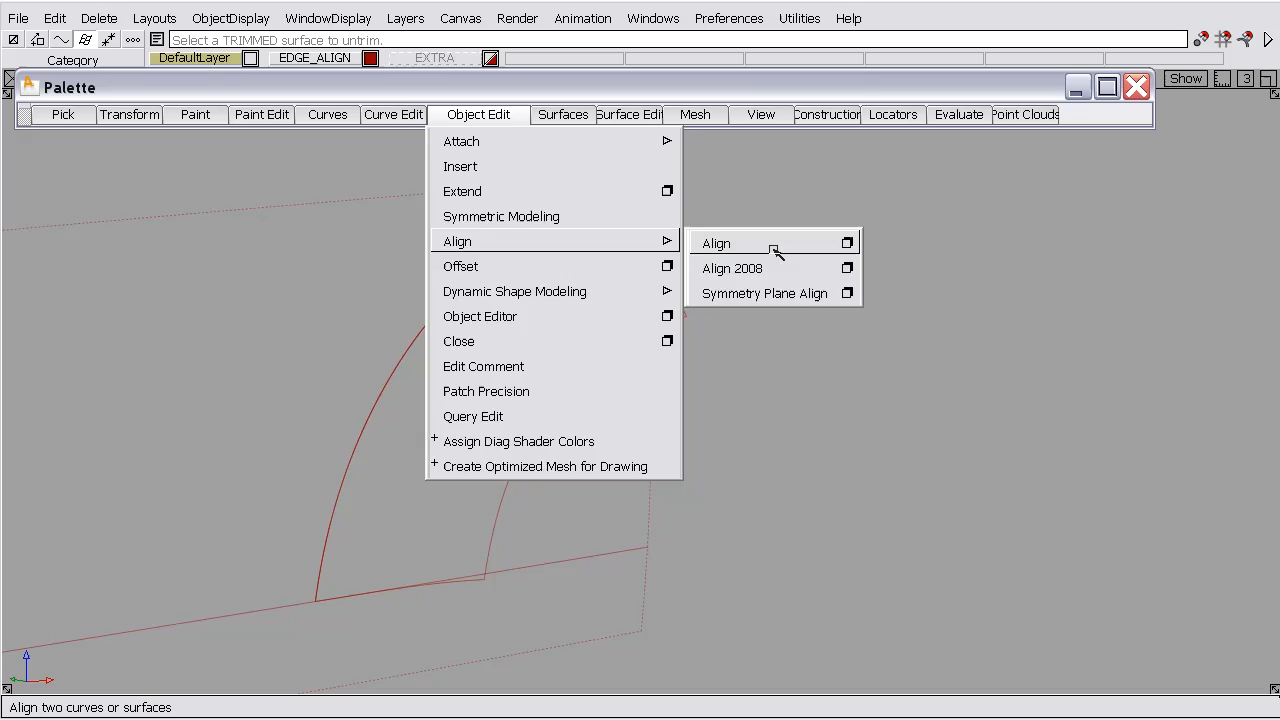 File Edit Delete Layouts ObjectDisplay WindowDisplay Layers Canvas Render Animation Windows Preferences Utilities Help
Select a TRIMMED surface to untrim.
Category DefaultLayer EDGE_ALIGN EXTRA
Palette
Show 3
Pick Transform Paint Paint Edit Curves Curve Edit Object Edit Surfaces Surface Edit Mesh View Construction Locators Evaluate Point Clouds
Attach
Insert
Extend
Symmetric Modeling
Align
Offset
Dynamic Shape Modeling
Object Editor
Close
Edit Comment
Patch Precision
Query Edit
Assign Diag Shader Colors
Create Optimized Mesh for Drawing
Align
Align 2008
Symmetry Plane Align
Align two curves or surfaces